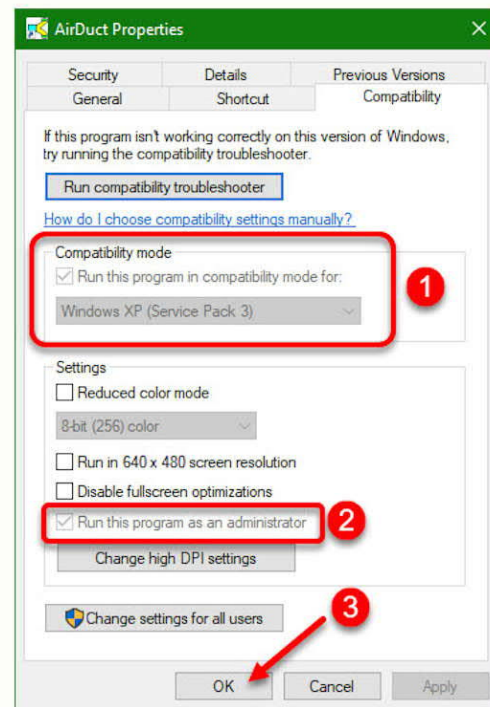 AirDuct Properties
Security Details Previous Versions
General Shortcut Compatibility
If this program isn't working correctly on this version of Windows,
try running the compatibility troubleshooter.
Run compatibility troubleshooter
How do I choose compatibility settings manually?
Compatibility mode
Run this program in compatibility mode for:
1
Windows XP (Service Pack 3)
Settings
Reduced color mode
8-bit (256) color
Run in 640 x 480 screen resolution
Disable fullscreen optimizations
Run this program as an administrator
2
Change high DPI settings
3
Change settings for all users
OK Cancel Apply